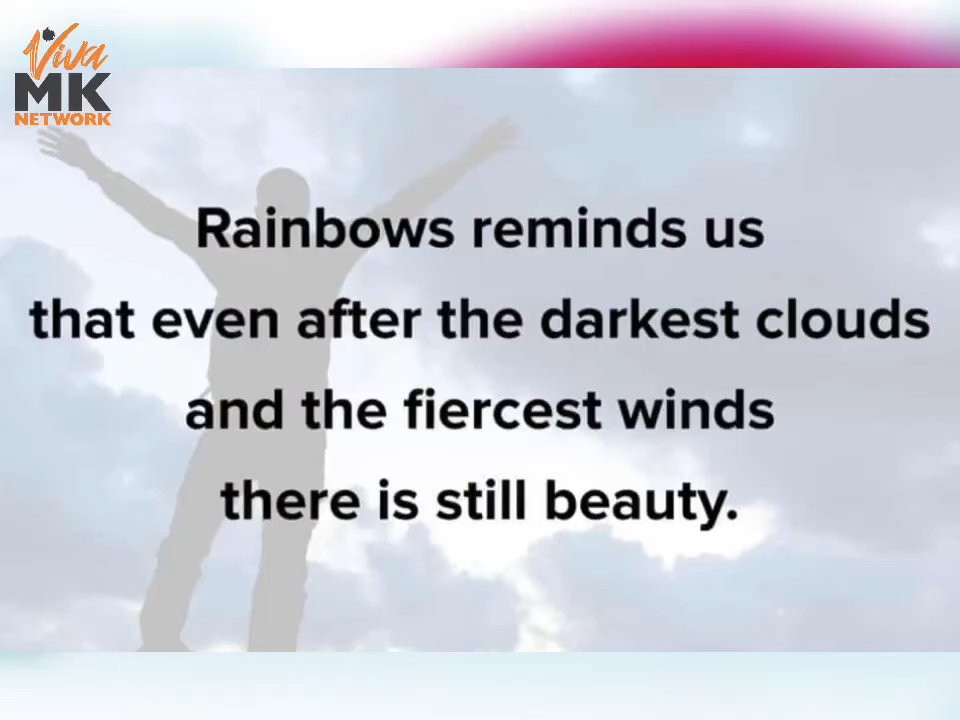 Viva
MK
NETWORK
Rainbows reminds us
that even after the darkest clouds
and the fiercest winds
there is still beauty.